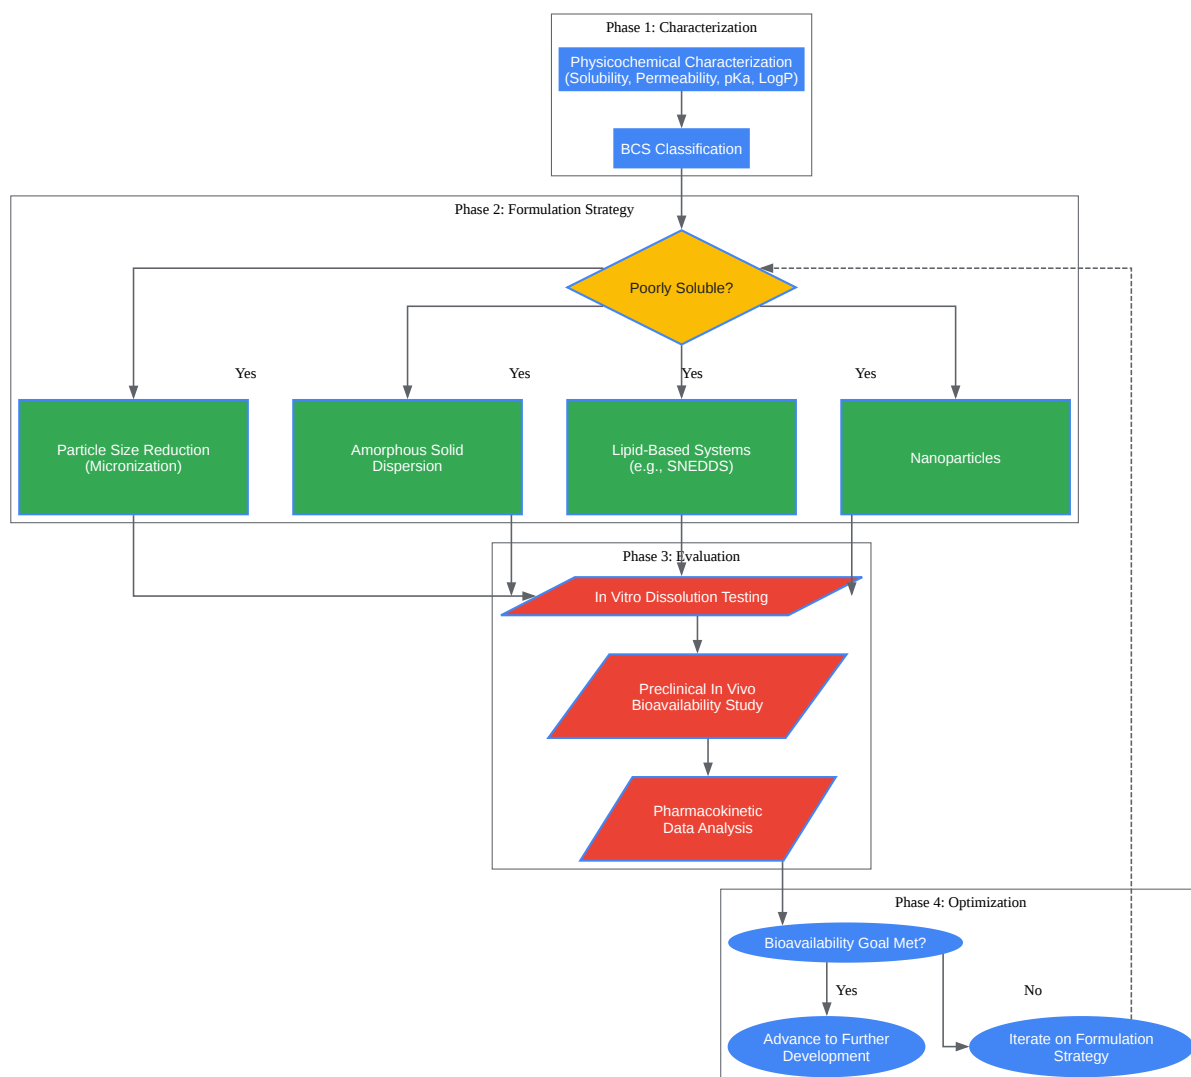 Phase 1: Characterization
Physicochemical Characterization
(Solubility, Permeability, pKa, LogP)
BCS Classification
Phase 2: Formulation Strategy
Poorly Soluble?
Yes
Yes
Yes
Yes
Particle Size Reduction
(Micronization)
Amorphous Solid
Dispersion
Lipid-Based Systems
(e.g., SNEDDS)
Nanoparticles
Phase 3: Evaluation
In Vitro Dissolution Testing
Preclinical In Vivo
Bioavailability Study
Pharmacokinetic
Data Analysis
Phase 4: Optimization
Bioavailability Goal Met?
Yes
No
Advance to Further
Development
Iterate on Formulation
Strategy